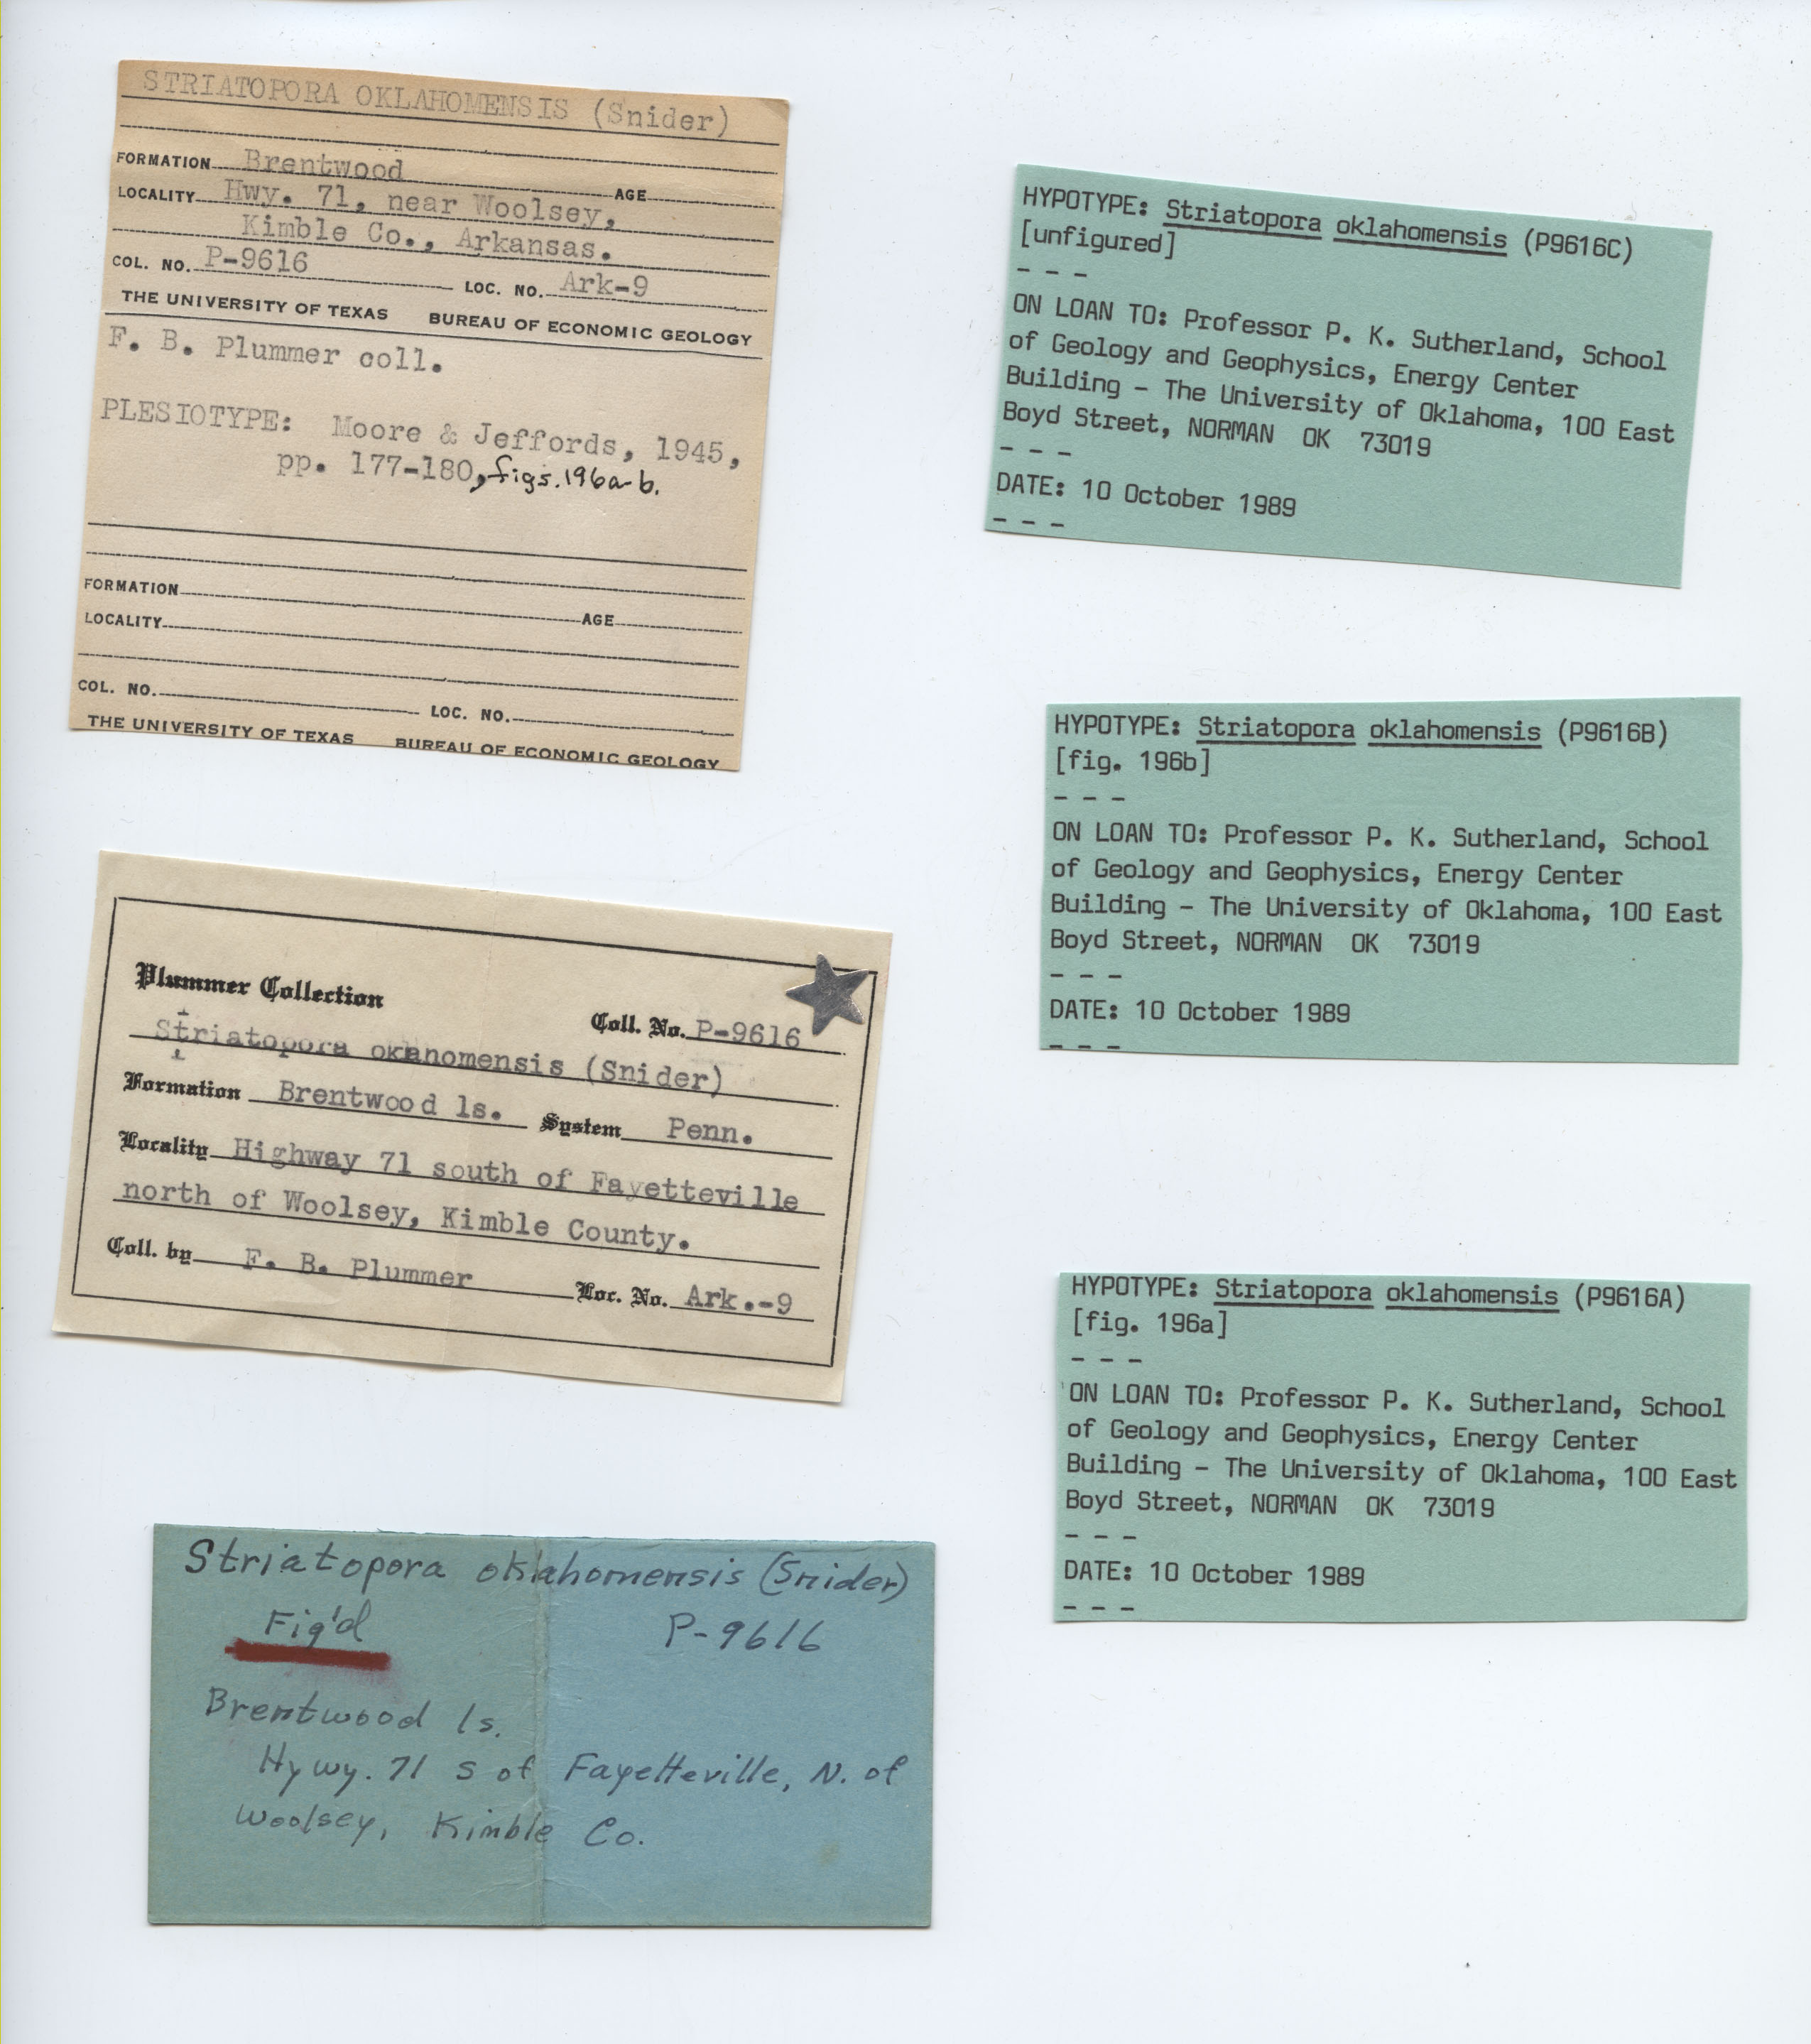 STRIATOPORA OKLAHOMENSIS (Snider)
FORMATION Brentwood AGE
LOCALITY Hwy. 71, near Woolsey,
Kimble Co., Arkansas.
COL. NO. P-9616 LOC. NO. Ark-9
THE UNIVERSITY OF TEXAS BUREAU OF ECONOMIC GEOLOGY
F. B. Plummer coll.
PLESIOTYPE: Moore & Jeffords, 1945,
pp. 177-180, figs. 196a-b.
FORMATION AGE
LOCALITY
COL. NO. LOC. NO.
THE UNIVERSITY OF TEXAS BUREAU OF ECONOMIC GEOLOGY
Plummer Collection
Coll. No. P-9616
Striatopora oklahomensis (Snider)
Formation Brentwood ls. System Penn.
Locality Highway 71 south of Fayetteville
north of Woolsey, Kimble County.
Coll. by F. B. Plummer Loc. No. Ark.-9
Striatopora oklahomensis (Snider)
Fig'd P-9616
Brentwood ls.
Hywy. 71 S of Fayetteville, N. of
Woolsey, Kimble Co.
HYPOTYPE: Striatopora oklahomensis (P9616C)
[unfigured]
- - -
ON LOAN TO: Professor P. K. Sutherland, School
of Geology and Geophysics, Energy Center
Building - The University of Oklahoma, 100 East
Boyd Street, NORMAN OK 73019
- - -
DATE: 10 October 1989
- - -
HYPOTYPE: Striatopora oklahomensis (P9616B)
[fig. 196b]
- - -
ON LOAN TO: Professor P. K. Sutherland, School
of Geology and Geophysics, Energy Center
Building - The University of Oklahoma, 100 East
Boyd Street, NORMAN OK 73019
- - -
DATE: 10 October 1989
- - -
HYPOTYPE: Striatopora oklahomensis (P9616A)
[fig. 196a]
- - -
ON LOAN TO: Professor P. K. Sutherland, School
of Geology and Geophysics, Energy Center
Building - The University of Oklahoma, 100 East
Boyd Street, NORMAN OK 73019
- - -
DATE: 10 October 1989
- - -